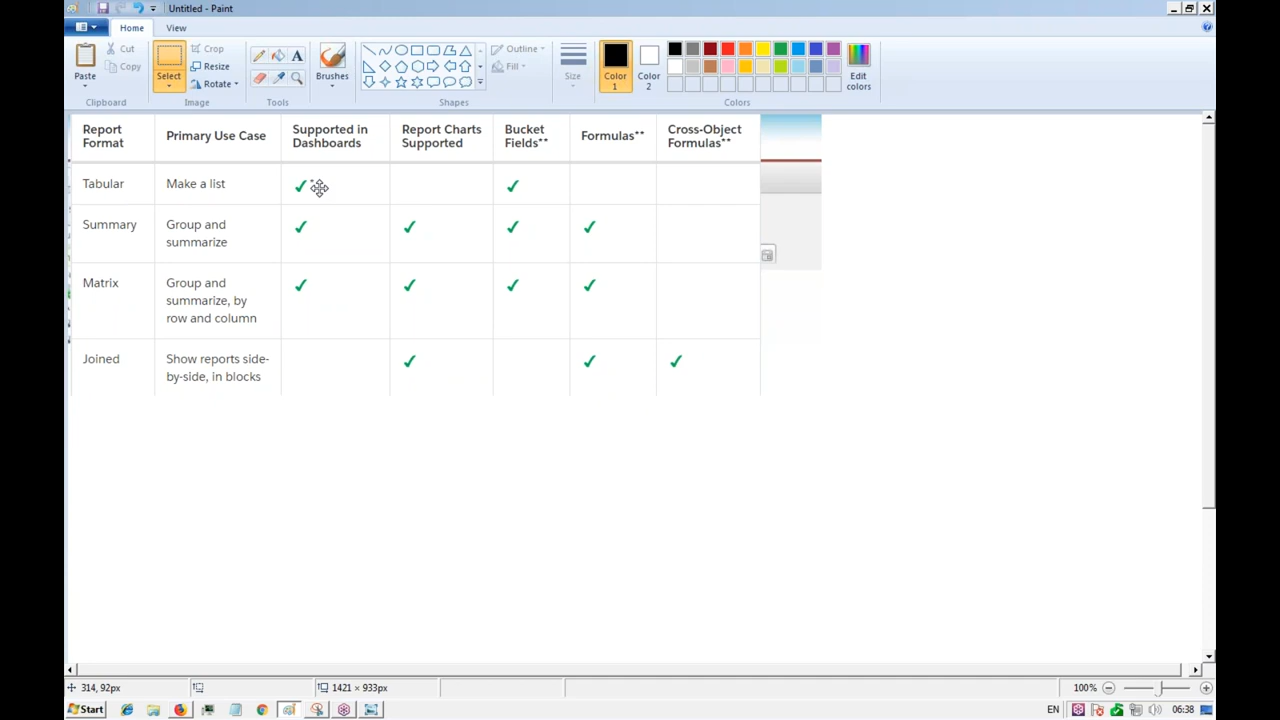 Untitled - Paint
Home View
Paste
Cut
Copy
Clipboard
Select
Crop
Resize
Rotate
Image
Tools
Brushes
Shapes
Outline
Fill
Size
Color 1
Color 2
Colors
Edit colors
Report Format
Primary Use Case
Supported in Dashboards
Report Charts Supported
Bucket Fields**
Formulas**
Cross-Object Formulas**
Tabular
Make a list
✓*
✓
Summary
Group and
summarize
✓ ✓ ✓ ✓
Matrix
Group and
summarize, by
row and column
✓ ✓ ✓ ✓
Joined
Show reports side-
by-side, in blocks
✓ ✓ ✓
314, 92px
1421 × 933px
100%
Start
EN
06:38